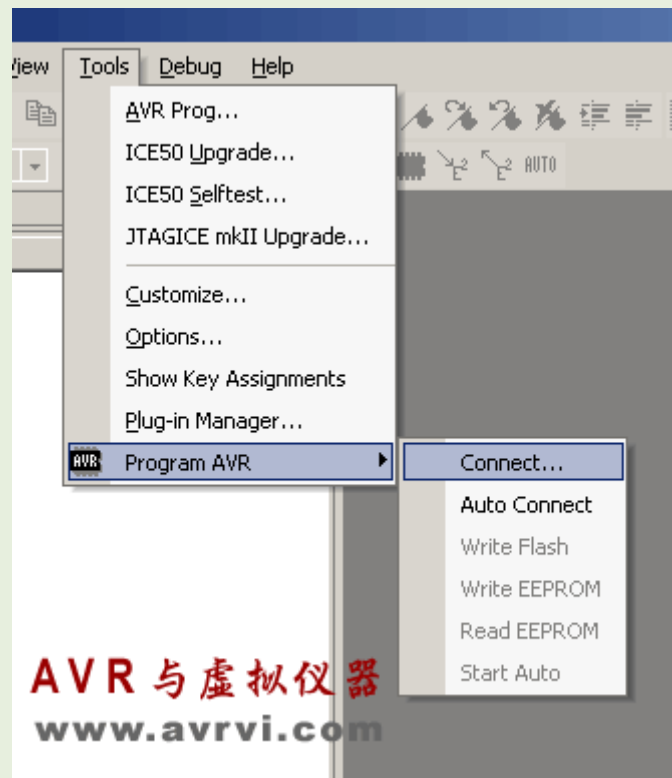 View Tools Debug Help
AVR Prog...
ICE50 Upgrade...
ICE50 Selftest...
JTAGICE mkII Upgrade...
Customize...
Options...
Show Key Assignments
Plug-in Manager...
AVR Program AVR
Connect...
Auto Connect
Write Flash
Write EEPROM
Read EEPROM
Start Auto
E2 E2 AUTO
AVR与虚拟仪器
www.avrvi.com